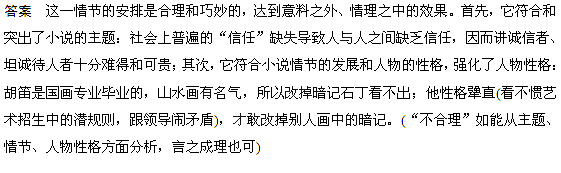 答案　这一情节的安排是合理和巧妙的，达到意料之外、情理之中的效果。首先，它符合和
突出了小说的主题：社会上普遍的“信任”缺失导致人与人之间缺乏信任，因而讲诚信者、
坦诚待人者十分难得和可贵；其次，它符合小说情节的发展和人物的性格，强化了人物性格：
胡笛是国画专业毕业的，山水画有名气，所以改掉暗记石丁看不出；他性格犟直(看不惯艺
术招生中的潜规则，跟领导闹矛盾)，才敢改掉别人画中的暗记。(“不合理”如能从主题、
情节、人物性格方面分析，言之成理也可)